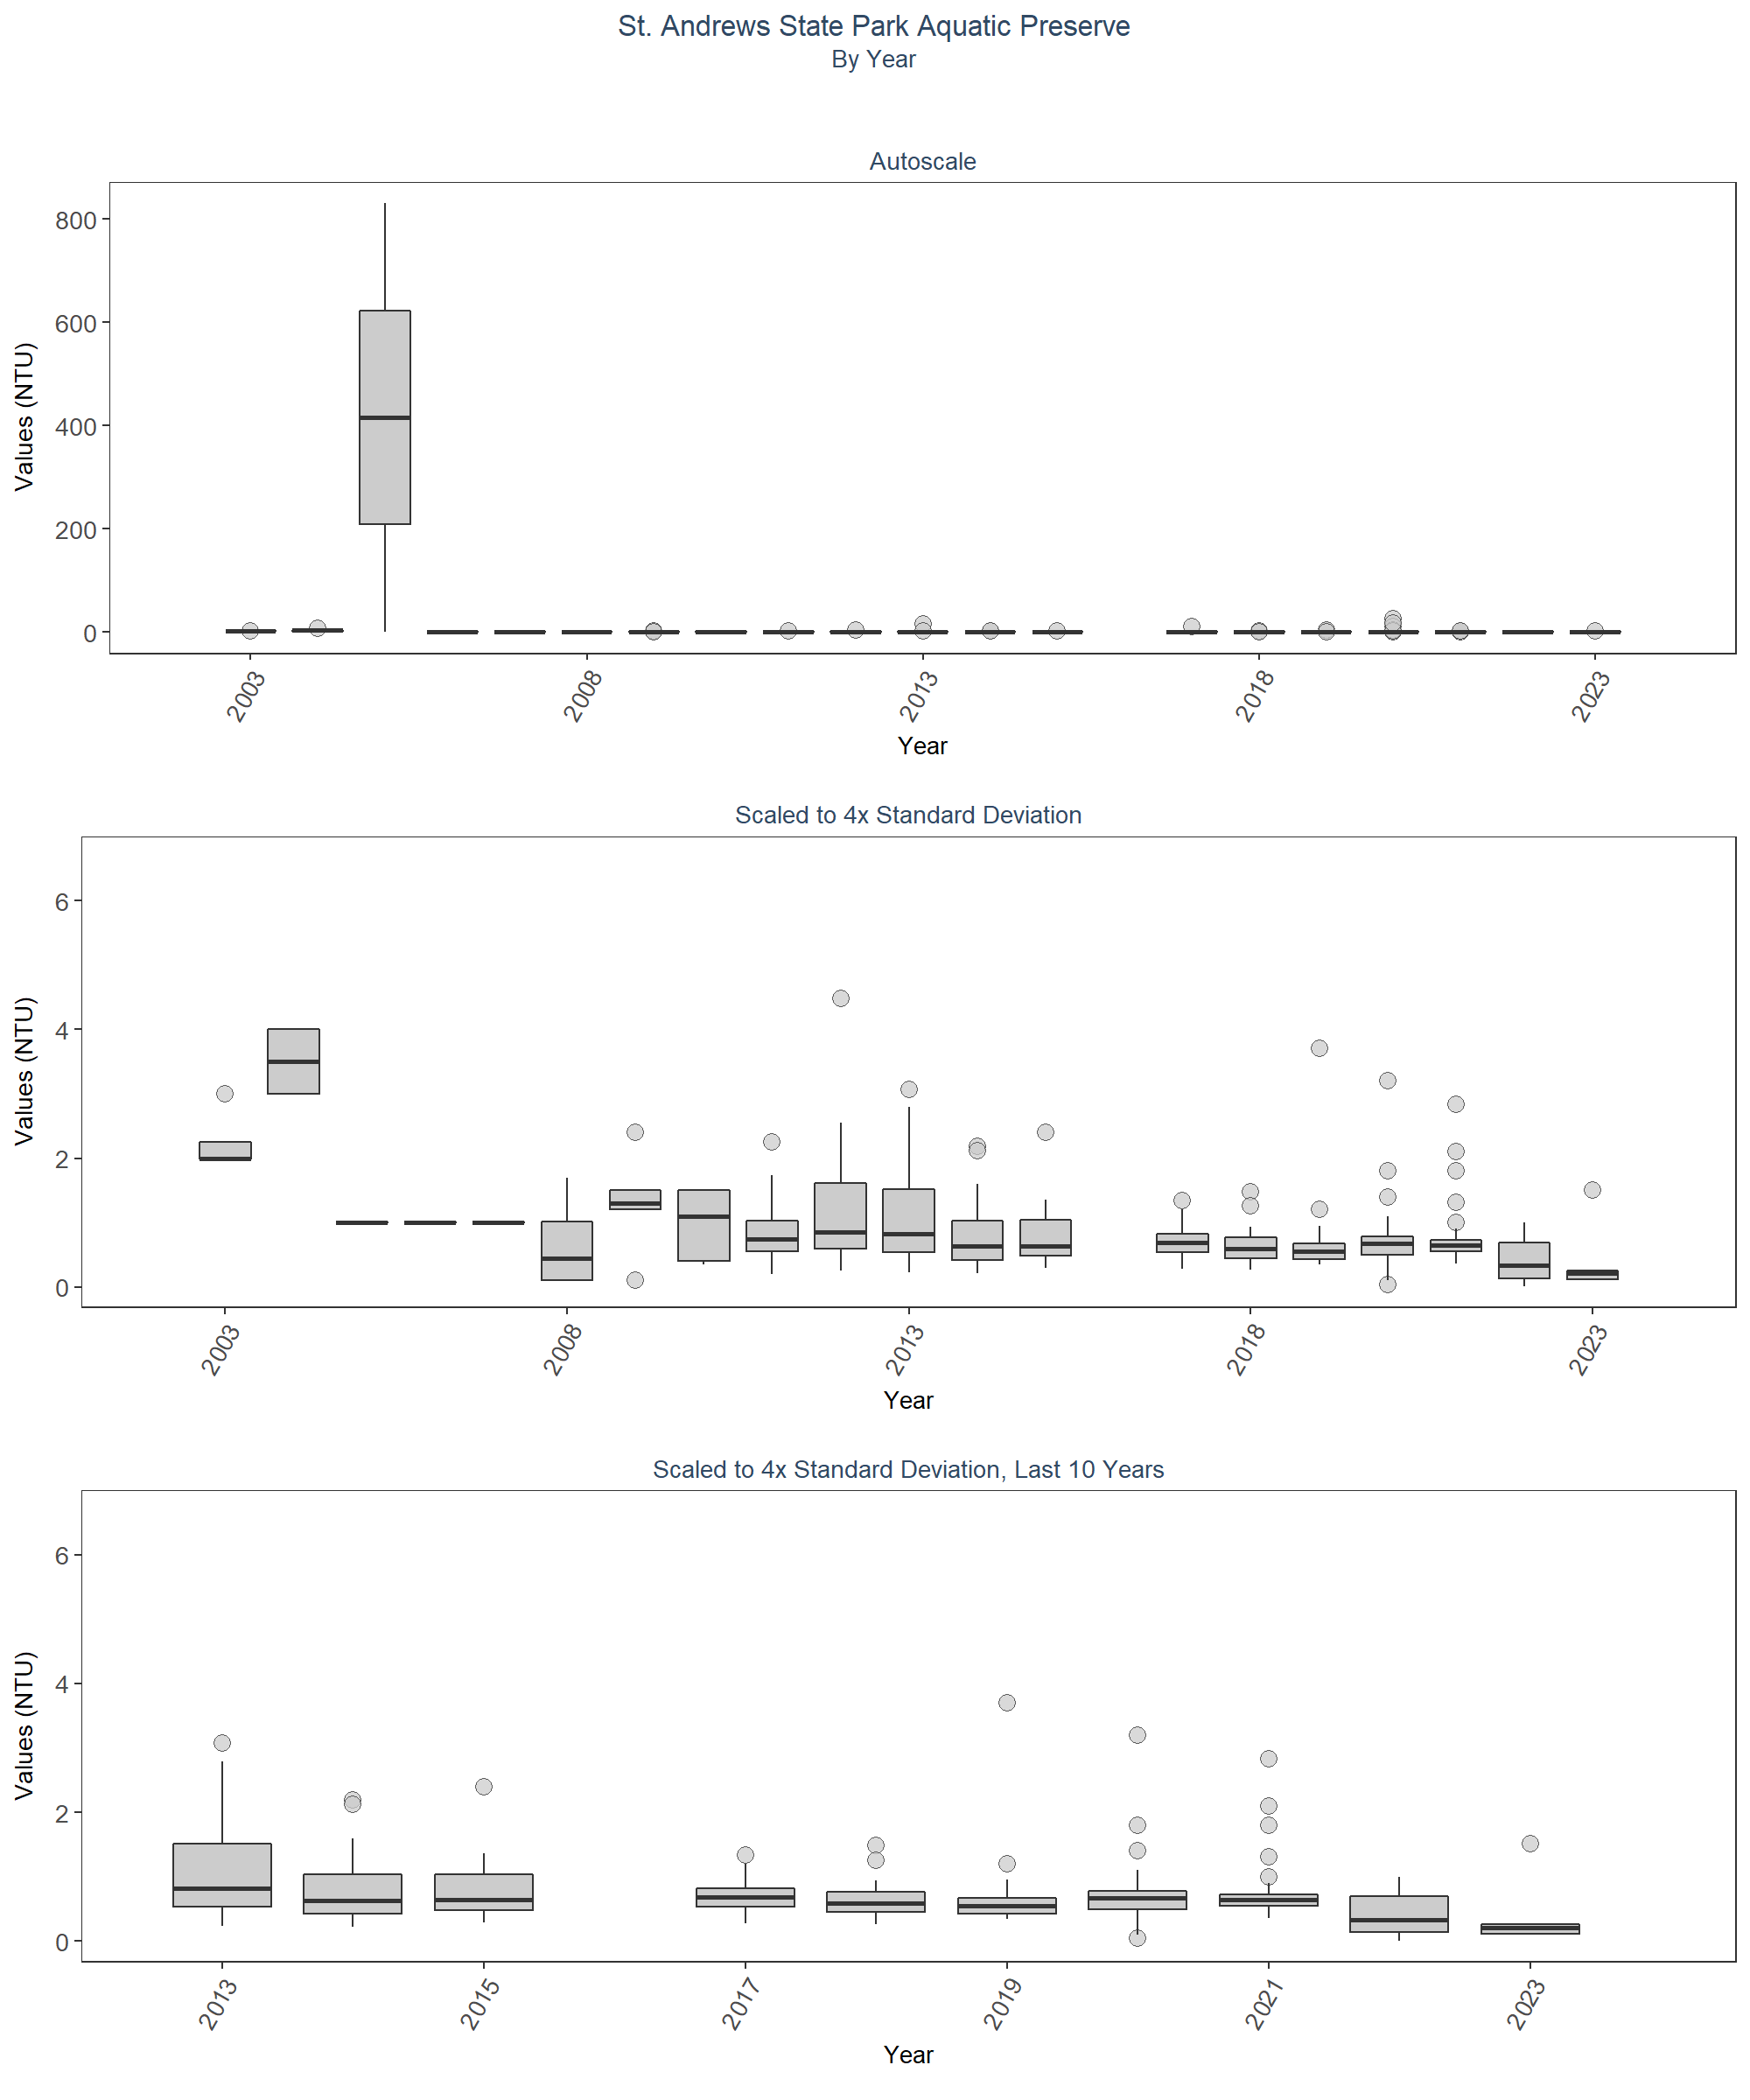 St. Andrews State Park Aquatic Preserve
By Year
Autoscale
Values (NTU)
800
600
400
200
0
2003
2008
2013
2018
2023
Year
Scaled to 4x Standard Deviation
Values (NTU)
6
4
2
0
2003
2008
2013
2018
2023
Year
Scaled to 4x Standard Deviation, Last 10 Years
Values (NTU)
6
4
2
0
2013
2015
2017
2019
2021
2023
Year